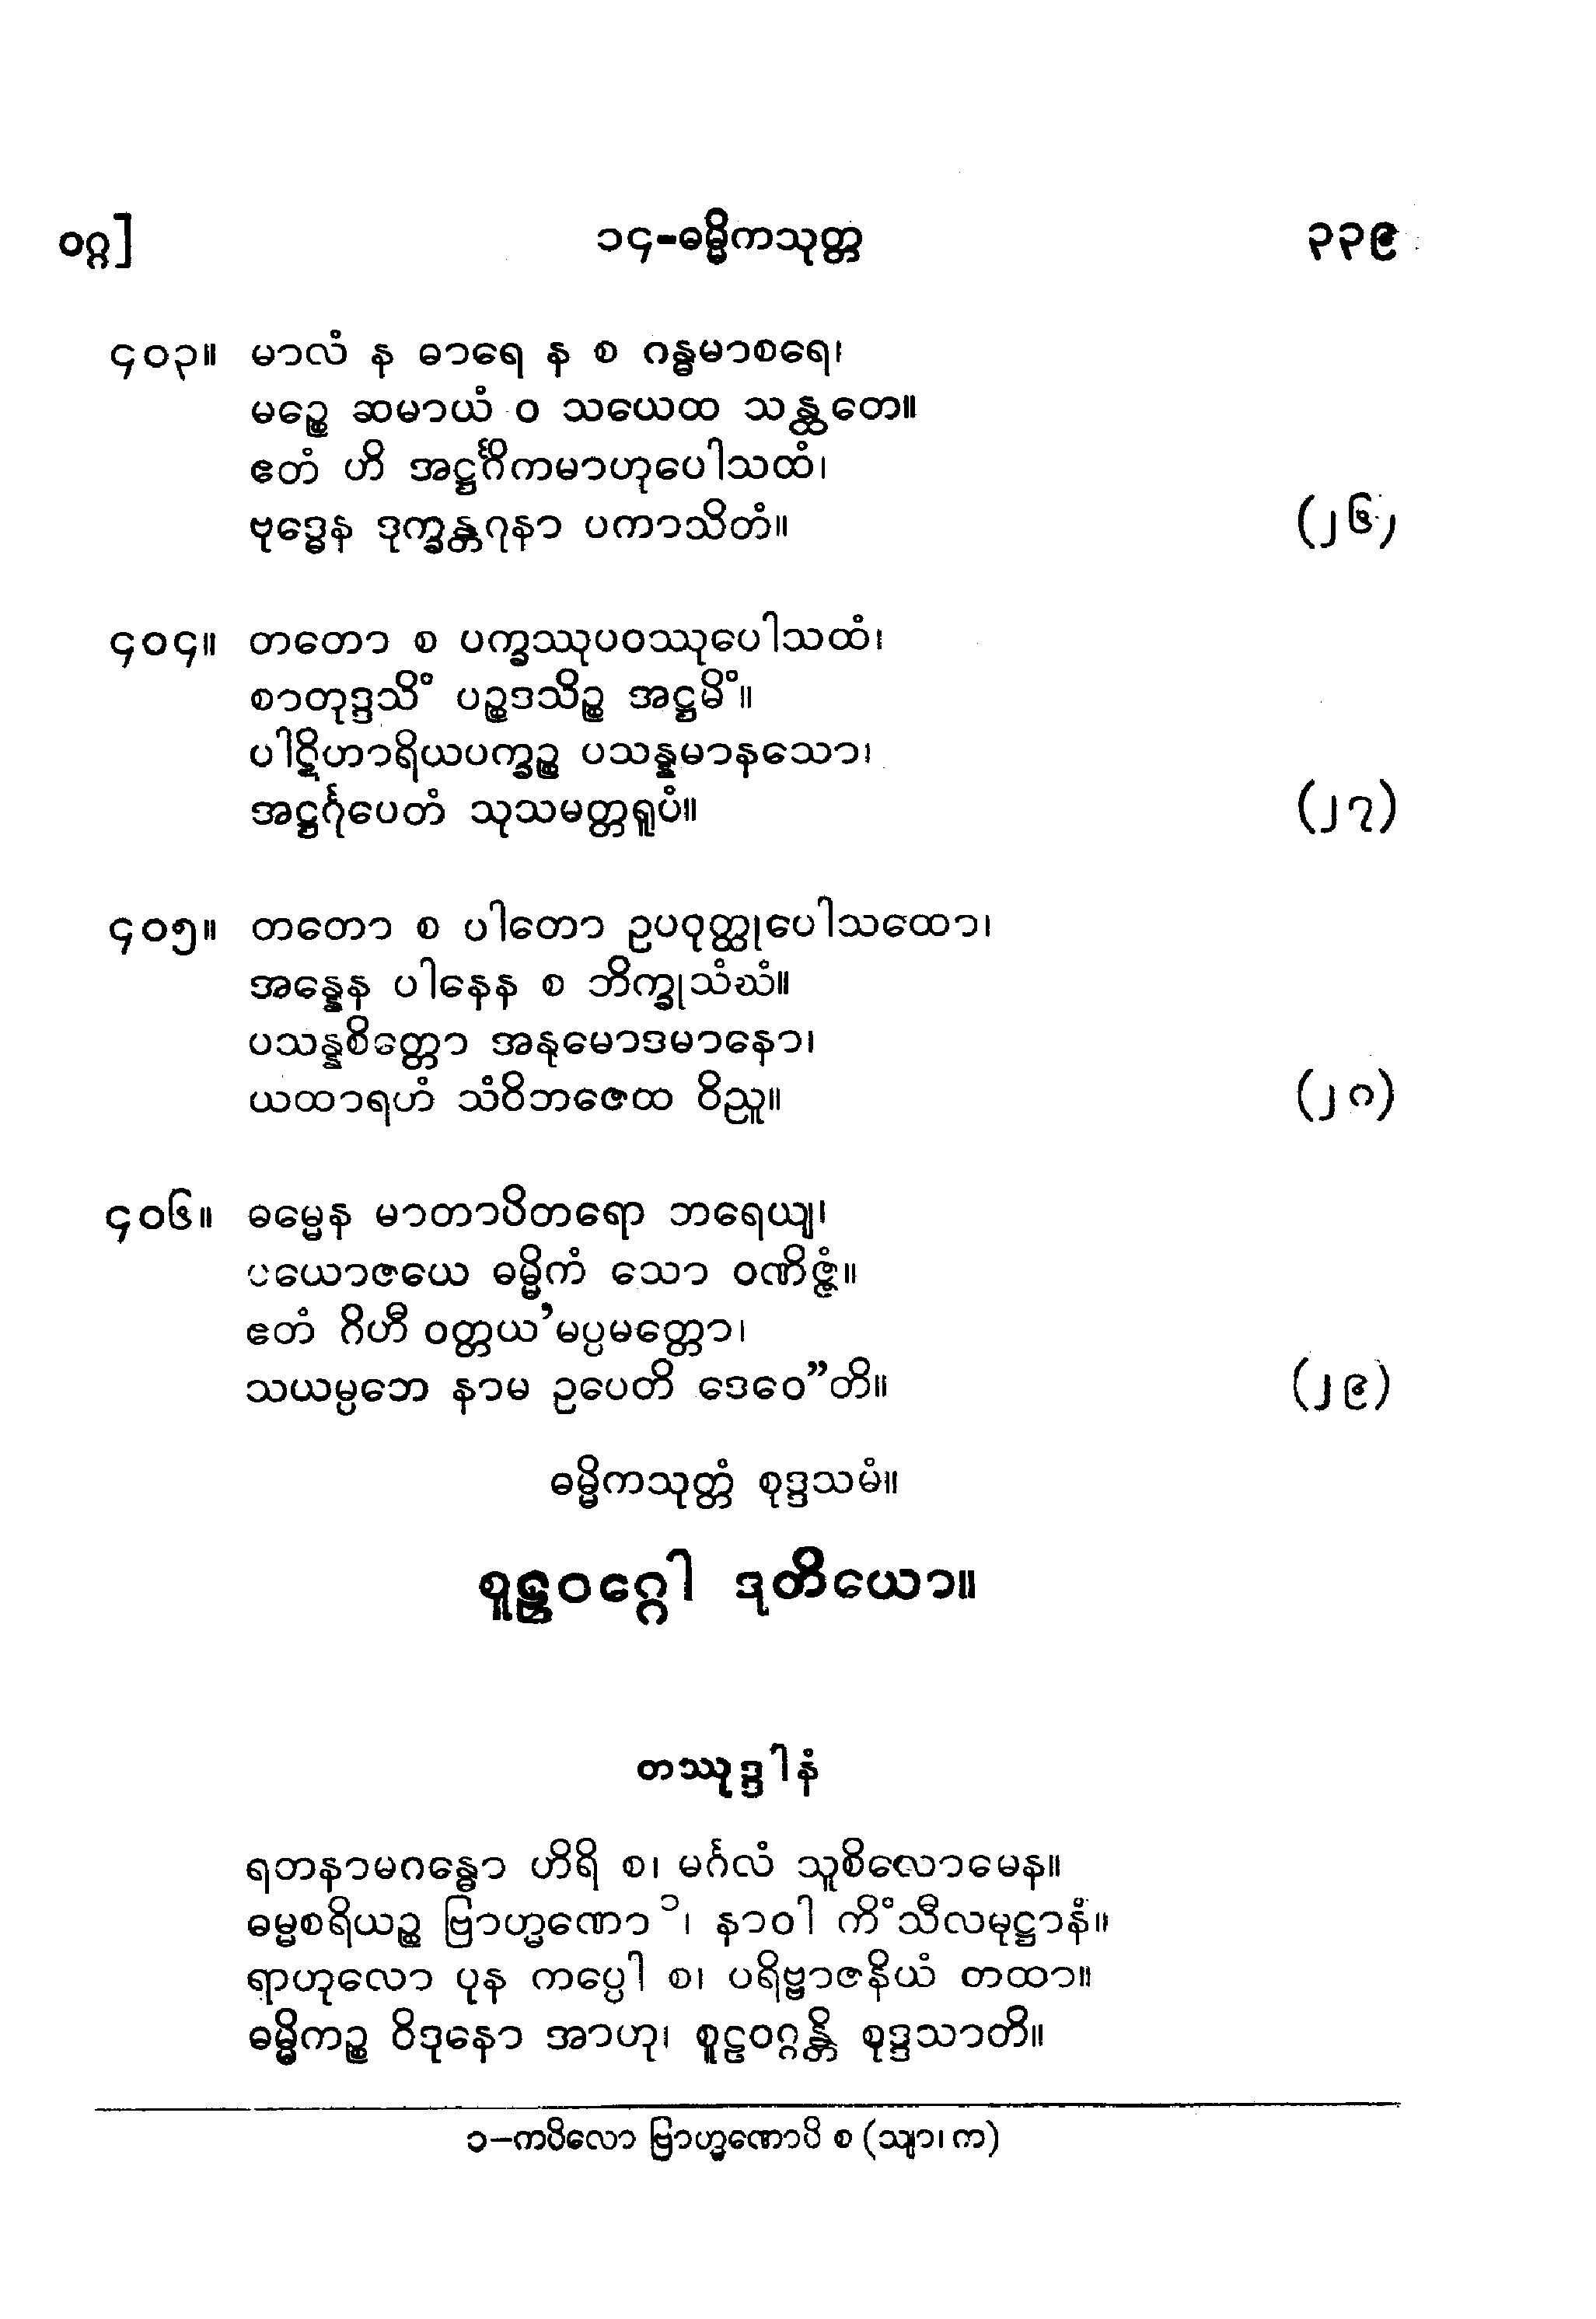 ဝဂ္ဂ] ၁၄-ဓမ္မိကသုတ္တ ၃၃၉
၄၀၃။ မာလံ န ဓာရေ န စ ဂန္ဓမာစရေ၊
မဉ္စေ ဆမာယံ ဝ သယေထ သန္ထတေ။
ဧတံ ဟိ အဋ္ဌင်္ဂိကမာဟုပေါသထံ၊
ဗုဒ္ဓေန ဒုက္ခန္တဂုနာ ပကာသိတံ။ (၂၆)
၄၀၄။ တတော စ ပက္ခဿုပဝဿုပေါသထံ၊
စာတုဒ္ဒသိံ ပဉ္စဒသိဉ္စ အဋ္ဌမိံ။
ပါဋိဟာရိယပက္ခဉ္စ ပသန္နမာနသော၊
အဋ္ဌင်္ဂုပေတံ သုသမတ္တရူပံ။ (၂၇)
၄၀၅။ တတော စ ပါတော ဥပဝုတ္ထုပေါသထော၊
အန္နေန ပါနေန စ ဘိက္ခုသံဃံ။
ပသန္နစိတ္တော အနုမောဒမာနော၊
ယထာရဟံ သံဝိဘဇေထ ဝိညူ။ (၂၈)
၄၀၆။ ဓမ္မေန မာတာပိတရော ဘရေယျ၊
ပယောဇယေ ဓမ္မိကံ သော ဝဏိဇ္ဇံ။
ဧတံ ဂိဟီ ဝတ္တယ’မပ္ပမတ္တော၊
သယမ္ပဘေ နာမ ဥပေတိ ဒေဝေ”တိ။ (၂၉)
ဓမ္မိကသုတ္တံ စုဒ္ဒသမံ။
စူဠဝဂ္ဂေါ ဒုတိယော။
တဿုဒ္ဒါနံ
ရတနာမဂန္ဓော ဟိရိ စ၊ မင်္ဂလံ သူစိလောမေန။
ဓမ္မစရိယဉ္စ ဗြာဟ္မဏော ၁၊ နာဝါ ကိံသီလမုဋ္ဌာနံ။
ရာဟုလော ပုန ကပ္ပေါ စ၊ ပရိဗ္ဗာဇနိယံ တထာ။
ဓမ္မိကဉ္စ ဝိဒုနော အာဟု၊ စူဠဝဂ္ဂန္တိ စုဒ္ဒသာတိ။
၁-ကပိလော ဗြာဟ္မဏောပိ စ (သျာ၊ က)